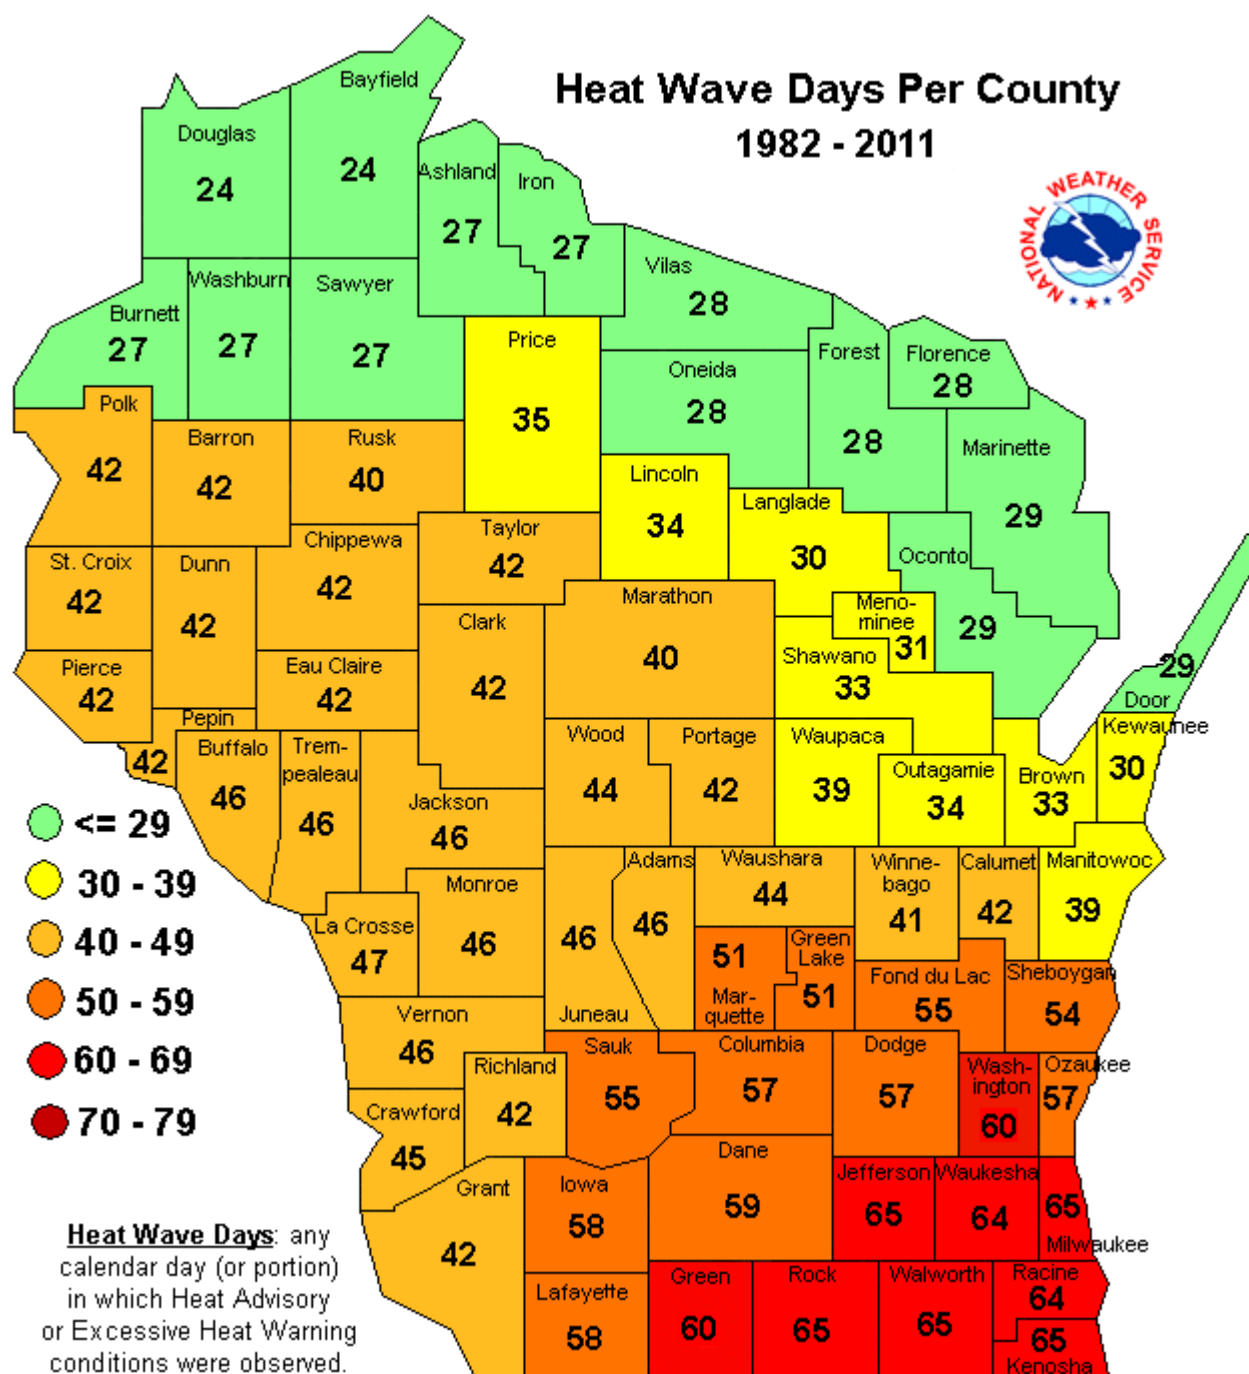 Heat Wave Days Per County
1982 - 2011
NATIONAL WEATHER SERVICE
Bayfield
24
Douglas
24
Ashland
27
Iron
27
Vilas
28
Washburn
27
Sawyer
27
Burnett
27
Price
35
Oneida
28
Forest
28
Florence
28
Marinette
29
Polk
42
Barron
42
Rusk
40
Lincoln
34
Langlade
30
Oconto
29
Taylor
42
Chippewa
42
St. Croix
42
Dunn
42
Marathon
40
Clark
42
Meno-
minee
31
Shawano
33
Pierce
42
Eau Claire
42
Door
29
Pepin
42
Buffalo
46
Trem-
pealeau
46
Jackson
46
Wood
44
Portage
42
Waupaca
39
Outagamie
34
Brown
33
Kewaunee
30
Monroe
46
La Crosse
47
Juneau
46
Adams
46
Waushara
44
Winne-
bago
41
Calumet
42
Manitowoc
39
51
Mar-
quette
Green
Lake
51
Fond du Lac
55
Sheboygan
54
Vernon
46
Richland
42
Sauk
55
Columbia
57
Dodge
57
Wash-
ington
60
Ozaukee
57
Crawford
45
Grant
42
Iowa
58
Dane
59
Jefferson
65
Waukesha
64
65
Milwaukee
Lafayette
58
Green
60
Rock
65
Walworth
65
Racine
64
65
Kenosha
<= 29
30 - 39
40 - 49
50 - 59
60 - 69
70 - 79
Heat Wave Days: any
calendar day (or portion)
in which Heat Advisory
or Excessive Heat Warning
conditions were observed.